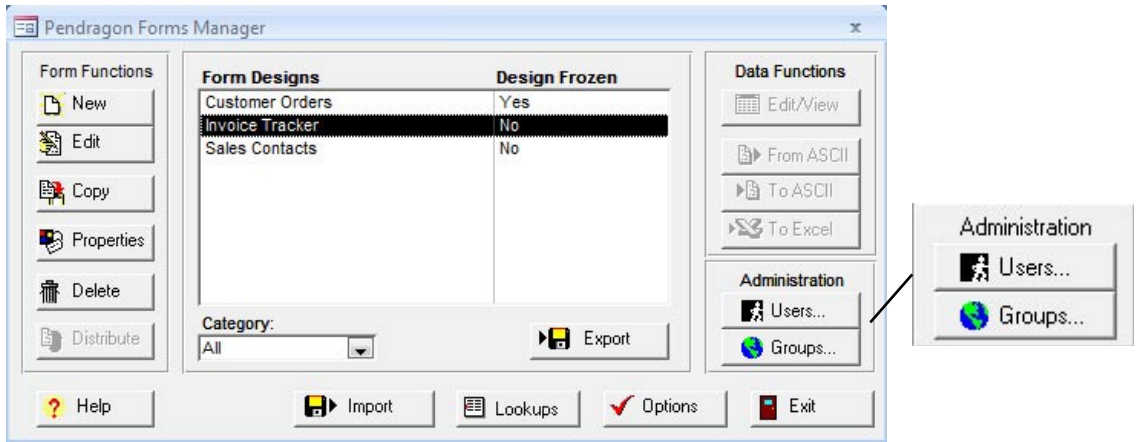 Pendragon Forms Manager x
Form Functions
New
Edit
Copy
Properties
Delete
Distribute
Form Designs Design Frozen
Customer Orders Yes
Invoice Tracker No
Sales Contacts No
Category:
All
Export
Data Functions
Edit/View
From ASCII
To ASCII
To Excel
Administration
Users...
Groups...
? Help
Import
Lookups
Options
Exit
Administration
Users...
Groups...